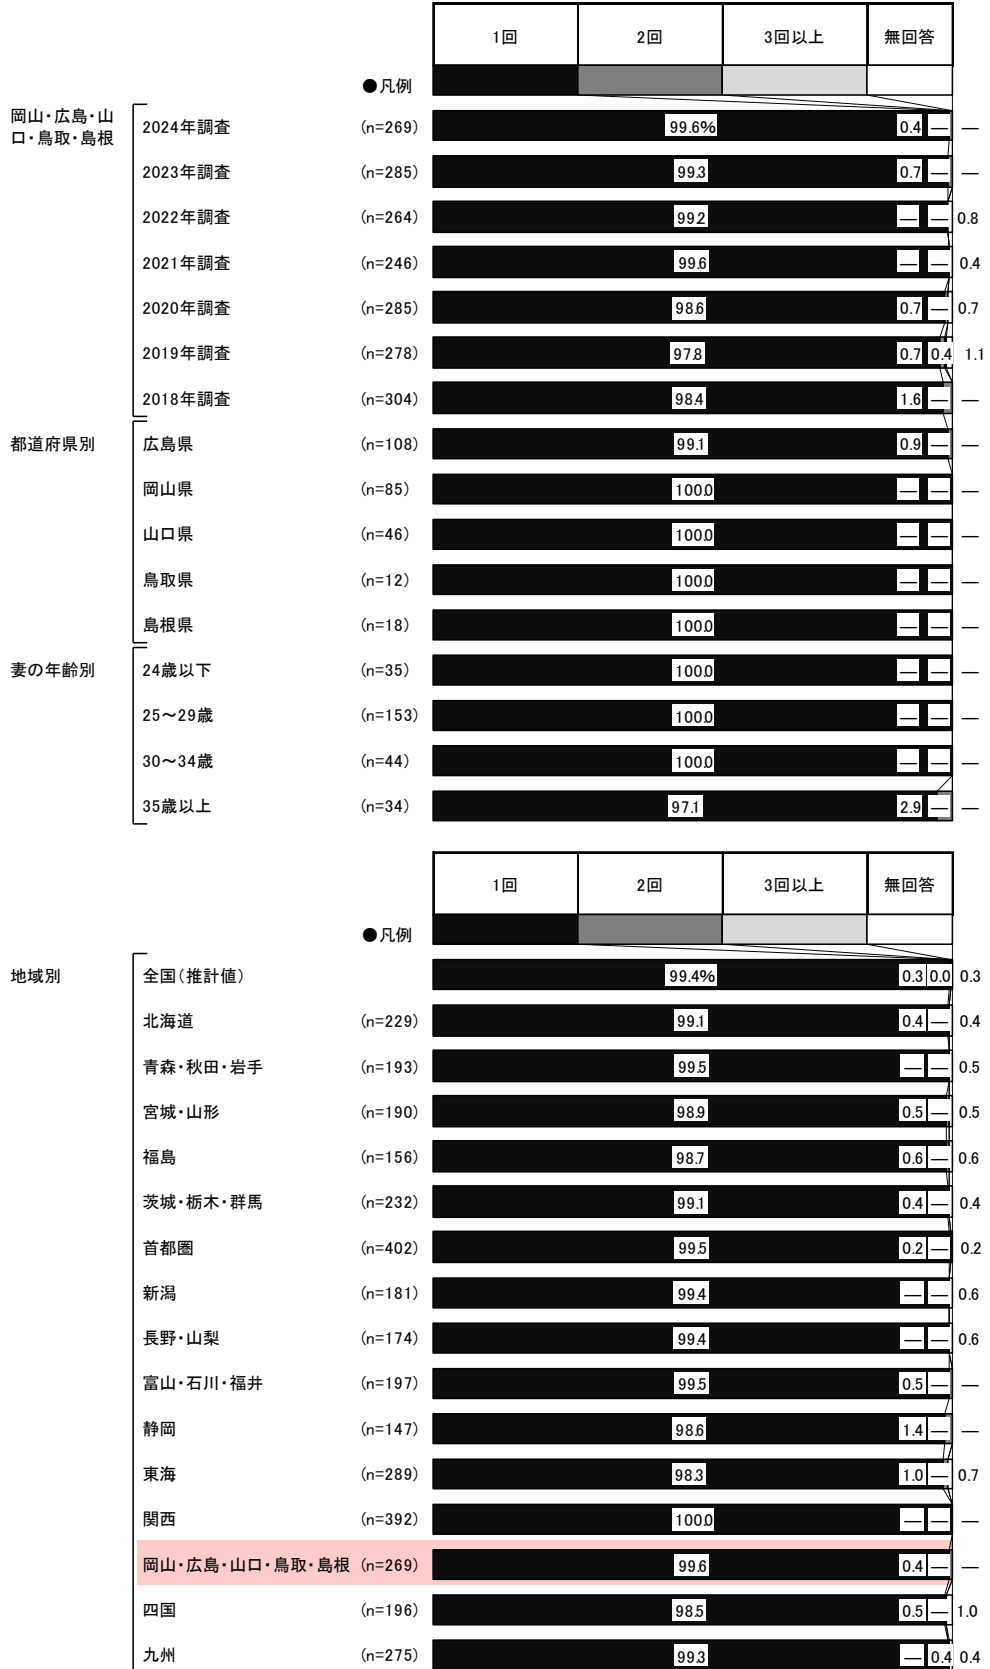 1回 2回 3回以上 無回答
●凡例
岡山・広島・山
口・鳥取・島根
2024年調査 (n=269) 99.6% 0.4 — —
2023年調査 (n=285) 99.3 0.7 — —
2022年調査 (n=264) 99.2 — — 0.8
2021年調査 (n=246) 99.6 — — 0.4
2020年調査 (n=285) 98.6 0.7 — 0.7
2019年調査 (n=278) 97.8 0.7 0.4 1.1
2018年調査 (n=304) 98.4 1.6 — —
都道府県別 広島県 (n=108) 99.1 0.9 — —
岡山県 (n=85) 100.0 — — —
山口県 (n=46) 100.0 — — —
鳥取県 (n=12) 100.0 — — —
島根県 (n=18) 100.0 — — —
妻の年齢別 24歳以下 (n=35) 100.0 — — —
25～29歳 (n=153) 100.0 — — —
30～34歳 (n=44) 100.0 — — —
35歳以上 (n=34) 97.1 2.9 — —
1回 2回 3回以上 無回答
●凡例
地域別 全国(推計値) 99.4% 0.3 0.0 0.3
北海道 (n=229) 99.1 0.4 — 0.4
青森・秋田・岩手 (n=193) 99.5 — — 0.5
宮城・山形 (n=190) 98.9 0.5 — 0.5
福島 (n=156) 98.7 0.6 — 0.6
茨城・栃木・群馬 (n=232) 99.1 0.4 — 0.4
首都圏 (n=402) 99.5 0.2 — 0.2
新潟 (n=181) 99.4 — — 0.6
長野・山梨 (n=174) 99.4 — — 0.6
富山・石川・福井 (n=197) 99.5 0.5 — —
静岡 (n=147) 98.6 1.4 — —
東海 (n=289) 98.3 1.0 — 0.7
関西 (n=392) 100.0 — — —
岡山・広島・山口・鳥取・島根 (n=269) 99.6 0.4 — —
四国 (n=196) 98.5 0.5 — 1.0
九州 (n=275) 99.3 — 0.4 0.4